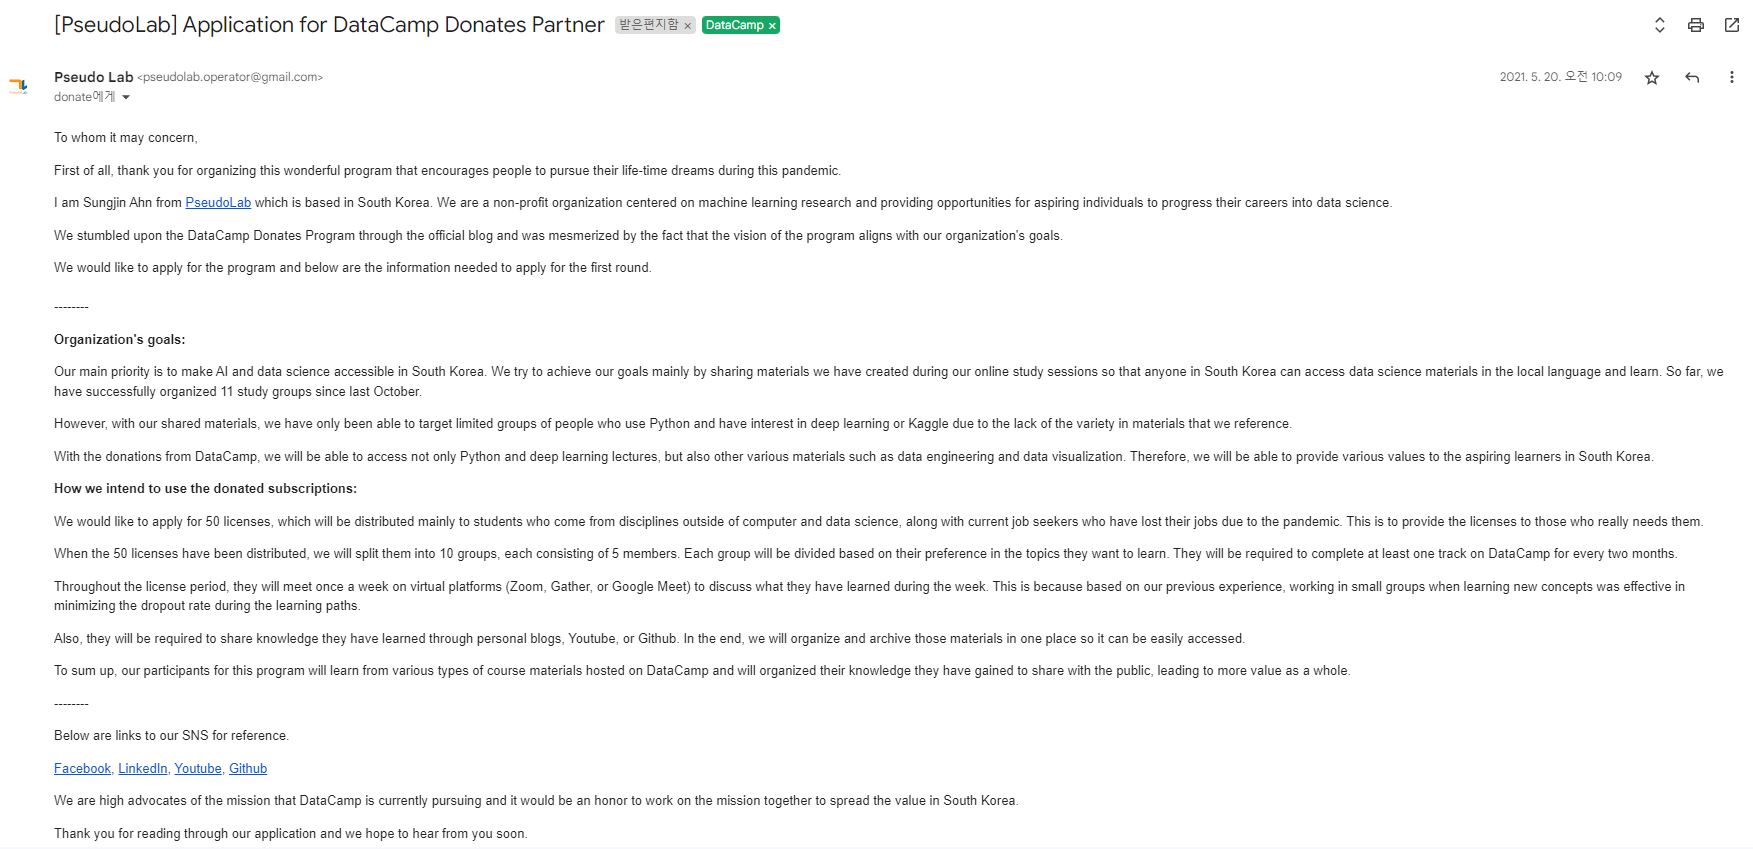 [PseudoLab] Application for DataCamp Donates Partner 받은편지함 × DataCamp ×
Pseudo Lab <pseudolab.operator@gmail.com> 2021. 5. 20. 오전 10:09
donate에게
To whom it may concern,
First of all, thank you for organizing this wonderful program that encourages people to pursue their life-time dreams during this pandemic.
I am Sungjin Ahn from PseudoLab which is based in South Korea. We are a non-profit organization centered on machine learning research and providing opportunities for aspiring individuals to progress their careers into data science.
We stumbled upon the DataCamp Donates Program through the official blog and was mesmerized by the fact that the vision of the program aligns with our organization's goals.
We would like to apply for the program and below are the information needed to apply for the first round.
--------
Organization's goals:
Our main priority is to make AI and data science accessible in South Korea. We try to achieve our goals mainly by sharing materials we have created during our online study sessions so that anyone in South Korea can access data science materials in the local language and learn. So far, we
have successfully organized 11 study groups since last October.
However, with our shared materials, we have only been able to target limited groups of people who use Python and have interest in deep learning or Kaggle due to the lack of the variety in materials that we reference.
With the donations from DataCamp, we will be able to access not only Python and deep learning lectures, but also other various materials such as data engineering and data visualization. Therefore, we will be able to provide various values to the aspiring learners in South Korea.
How we intend to use the donated subscriptions:
We would like to apply for 50 licenses, which will be distributed mainly to students who come from disciplines outside of computer and data science, along with current job seekers who have lost their jobs due to the pandemic. This is to provide the licenses to those who really needs them.
When the 50 licenses have been distributed, we will split them into 10 groups, each consisting of 5 members. Each group will be divided based on their preference in the topics they want to learn. They will be required to complete at least one track on DataCamp for every two months.
Throughout the license period, they will meet once a week on virtual platforms (Zoom, Gather, or Google Meet) to discuss what they have learned during the week. This is because based on our previous experience, working in small groups when learning new concepts was effective in
minimizing the dropout rate during the learning paths.
Also, they will be required to share knowledge they have learned through personal blogs, Youtube, or Github. In the end, we will organize and archive those materials in one place so it can be easily accessed.
To sum up, our participants for this program will learn from various types of course materials hosted on DataCamp and will organized their knowledge they have gained to share with the public, leading to more value as a whole.
--------
Below are links to our SNS for reference.
Facebook, LinkedIn, Youtube, Github
We are high advocates of the mission that DataCamp is currently pursuing and it would be an honor to work on the mission together to spread the value in South Korea.
Thank you for reading through our application and we hope to hear from you soon.